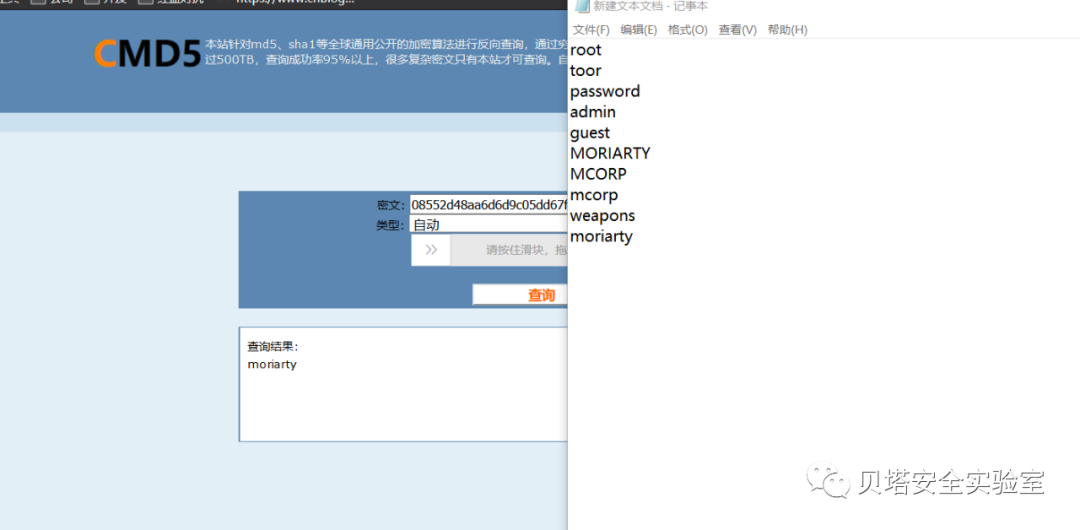 https://www.cnblog...
CMD5
本站针对md5、sha1等全球通用公开的加密算法进行反向查询，通过穷
过500TB，查询成功率95%以上，很多复杂密文只有本站才可查询。自
密文：
08552d48aa6d6d9c05dd67f
类型：
自动
请按住滑块，拖
查询
查询结果：
moriarty
新建文本文档 - 记事本
文件(F) 编辑(E) 格式(O) 查看(V) 帮助(H)
root
toor
password
admin
guest
MORIARTY
MCORP
mcorp
weapons
moriarty
贝塔安全实验室